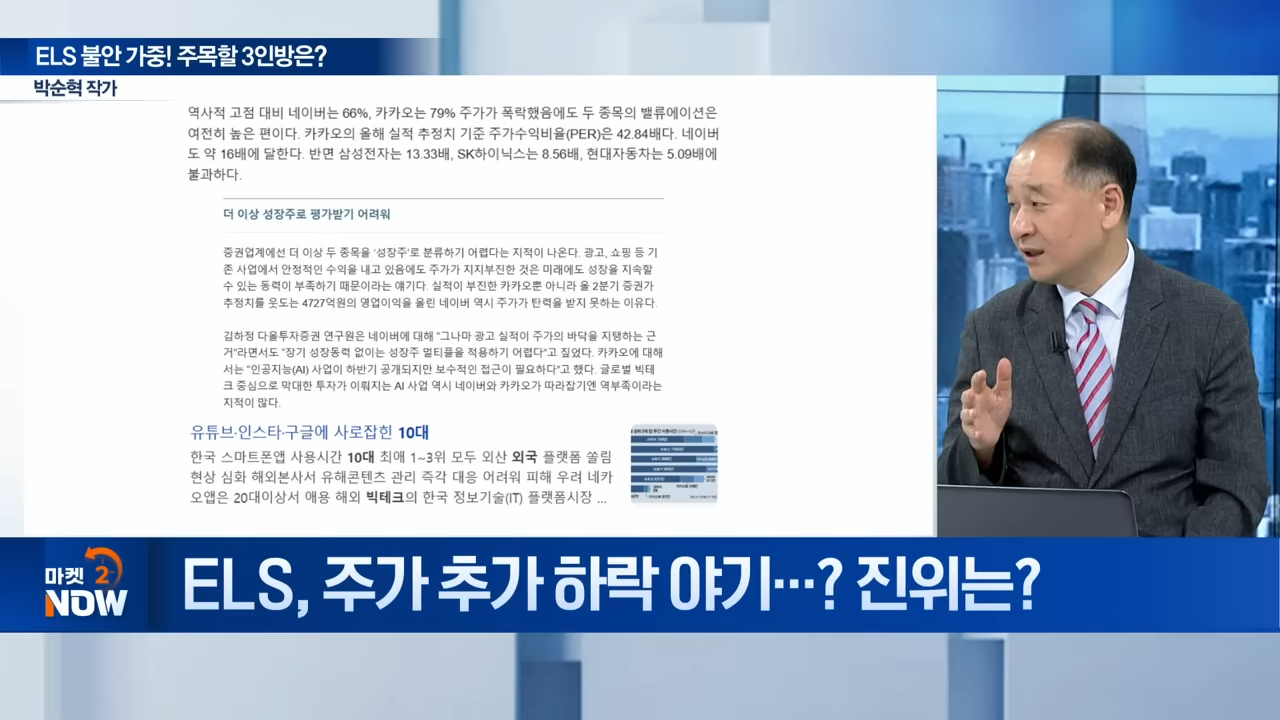 ELS 불안 가중! 주목할 3인방은?
박순혁 작가
역사적 고점 대비 네이버는 66%, 카카오는 79% 주가가 폭락했음에도 두 종목의 밸류에이션은
여전히 높은 편이다. 카카오의 올해 실적 추정치 기준 주가수익비율(PER)은 42.84배다. 네이버
도 약 16배에 달한다. 반면 삼성전자는 13.33배, SK하이닉스는 8.56배, 현대자동차는 5.09배에
불과하다.
더 이상 성장주로 평가받기 어려워
증권업계에선 더 이상 두 종목을 '성장주'로 분류하기 어렵다는 지적이 나온다. 광고, 쇼핑 등 기
존 사업에서 안정적인 수익을 내고 있음에도 주가가 지지부진한 것은 미래에도 성장을 지속할
수 있는 동력이 부족하기 때문이라는 얘기다. 실적이 부진한 카카오뿐 아니라 올 2분기 증권가
추정치를 웃도는 4727억원의 영업이익을 올린 네이버 역시 주가가 탄력을 받지 못하는 이유다.
김하정 다올투자증권 연구원은 네이버에 대해 "그나마 광고 실적이 주가의 바닥을 지탱하는 근
거"라면서도 "장기 성장동력 없이는 성장주 멀티플을 적용하기 어렵다"고 짚었다. 카카오에 대해
서는 "인공지능(AI) 사업이 하반기 공개되지만 보수적인 접근이 필요하다"고 했다. 글로벌 빅테
크 중심으로 막대한 투자가 이뤄지는 AI 사업 역시 네이버와 카카오가 따라잡기엔 역부족이라는
지적이 많다.
유튜브·인스타·구글에 사로잡힌 10대
한국 스마트폰앱 사용시간 10대 최애 1~3위 모두 외산 외국 플랫폼 쏠림
현상 심화 해외본사서 유해콘텐츠 관리 즉각 대응 어려워 피해 우려 네카
오앱은 20대이상서 애용 해외 빅테크의 한국 정보기술(IT) 플랫폼시장 ...
마켓 2
NOW
ELS, 주가 추가 하락 야기…? 진위는?